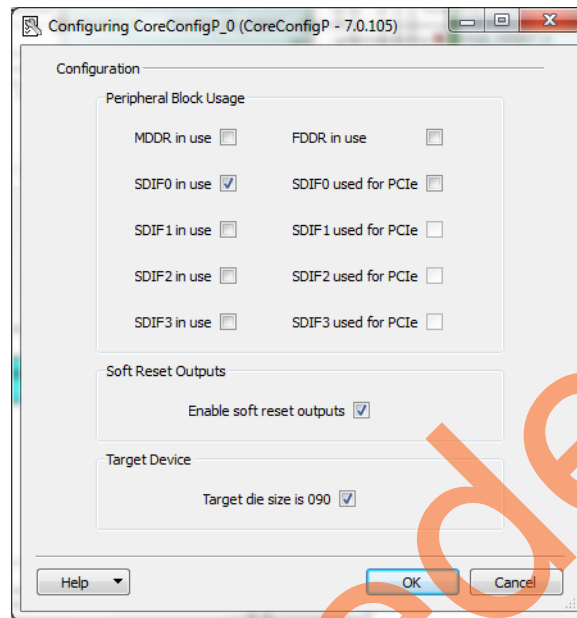 Configuring CoreConfigP_0 (CoreConfigP - 7.0.105)
Configuration
Peripheral Block Usage
MDDR in use FDDR in use
SDIF0 in use SDIF0 used for PCIe
SDIF1 in use SDIF1 used for PCIe
SDIF2 in use SDIF2 used for PCIe
SDIF3 in use SDIF3 used for PCIe
Soft Reset Outputs
Enable soft reset outputs
Target Device
Target die size is 090
Help OK Cancel